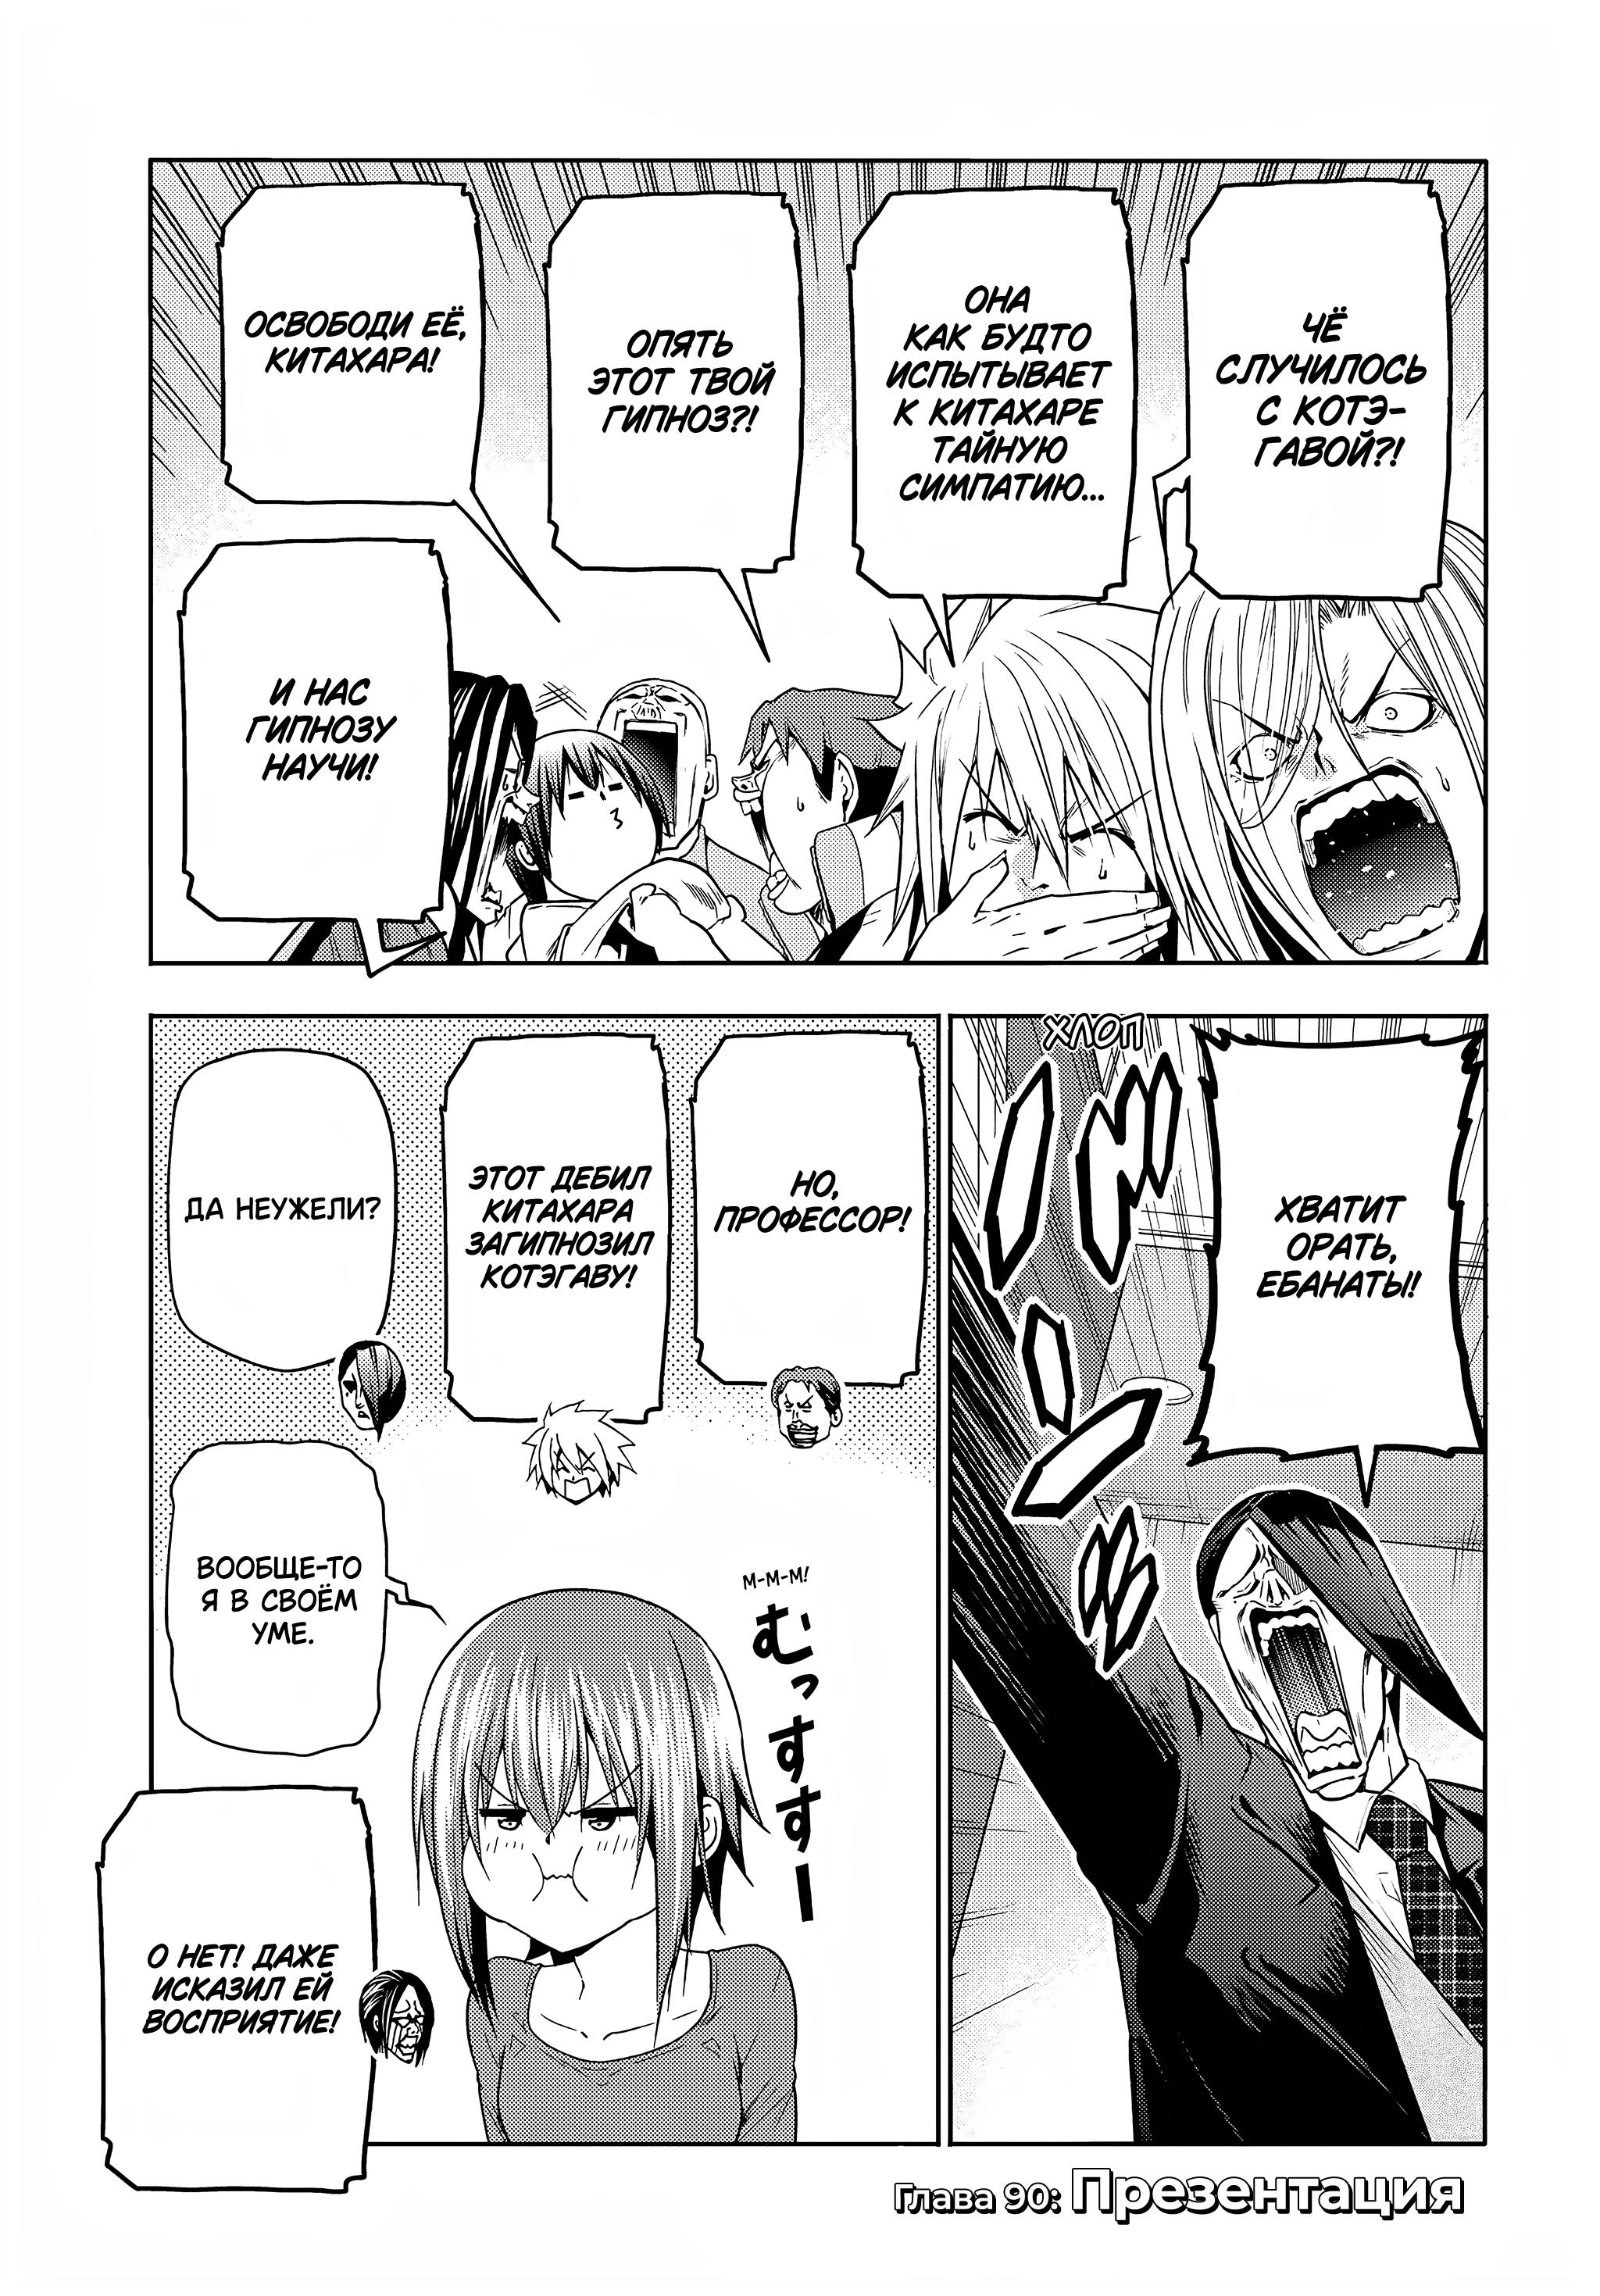 ЧЁ
СЛУЧИЛОСЬ
С КОТЭ-
ГАВОЙ?!
ОНА
КАК БУДТО
ИСПЫТЫВАЕТ
К КИТАХАРЕ
ТАЙНУЮ
СИМПАТИЮ...
ОПЯТЬ
ЭТОТ ТВОЙ
ГИПНОЗ?!
ОСВОБОДИ ЕЁ,
КИТАХАРА!
И НАС
ГИПНОЗУ
НАУЧИ!
ХЛОП
ХВАТИТ
ОРАТЬ,
ЕБАНАТЫ!
НО,
ПРОФЕССОР!
ЭТОТ ДЕБИЛ
КИТАХАРА
ЗАГИПНОЗИЛ
КОТЭГАВУ!
ДА НЕУЖЕЛИ?
ВООБЩЕ-ТО
Я В СВОЁМ
УМЕ.
М-М-М!
むっすすすー
О НЕТ! ДАЖЕ
ИСКАЗИЛ ЕЙ
ВОСПРИЯТИЕ!
Глава 90: Презентация